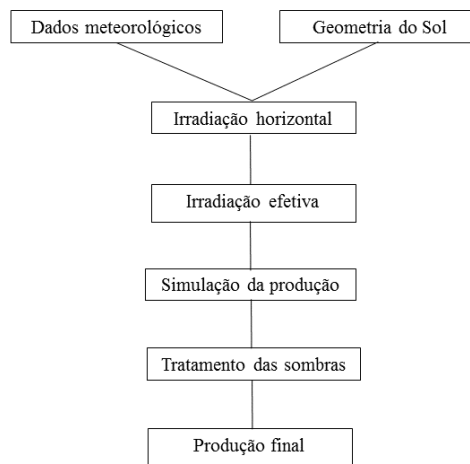 Dados meteorológicos
Geometria do Sol
Irradiação horizontal
Irradiação efetiva
Simulação da produção
Tratamento das sombras
Produção final